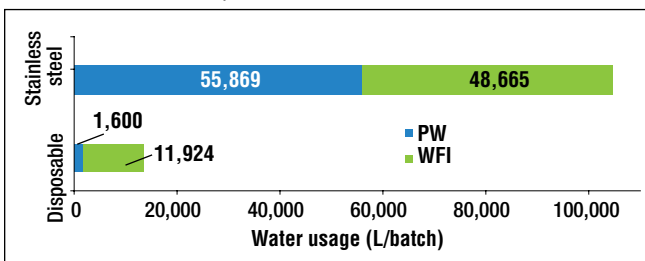 Stainless
steel
55,869 48,665
Disposable
1,600
11,924
PW
WFI
0 20,000 40,000 60,000 80,000 100,000
Water usage (L/batch)